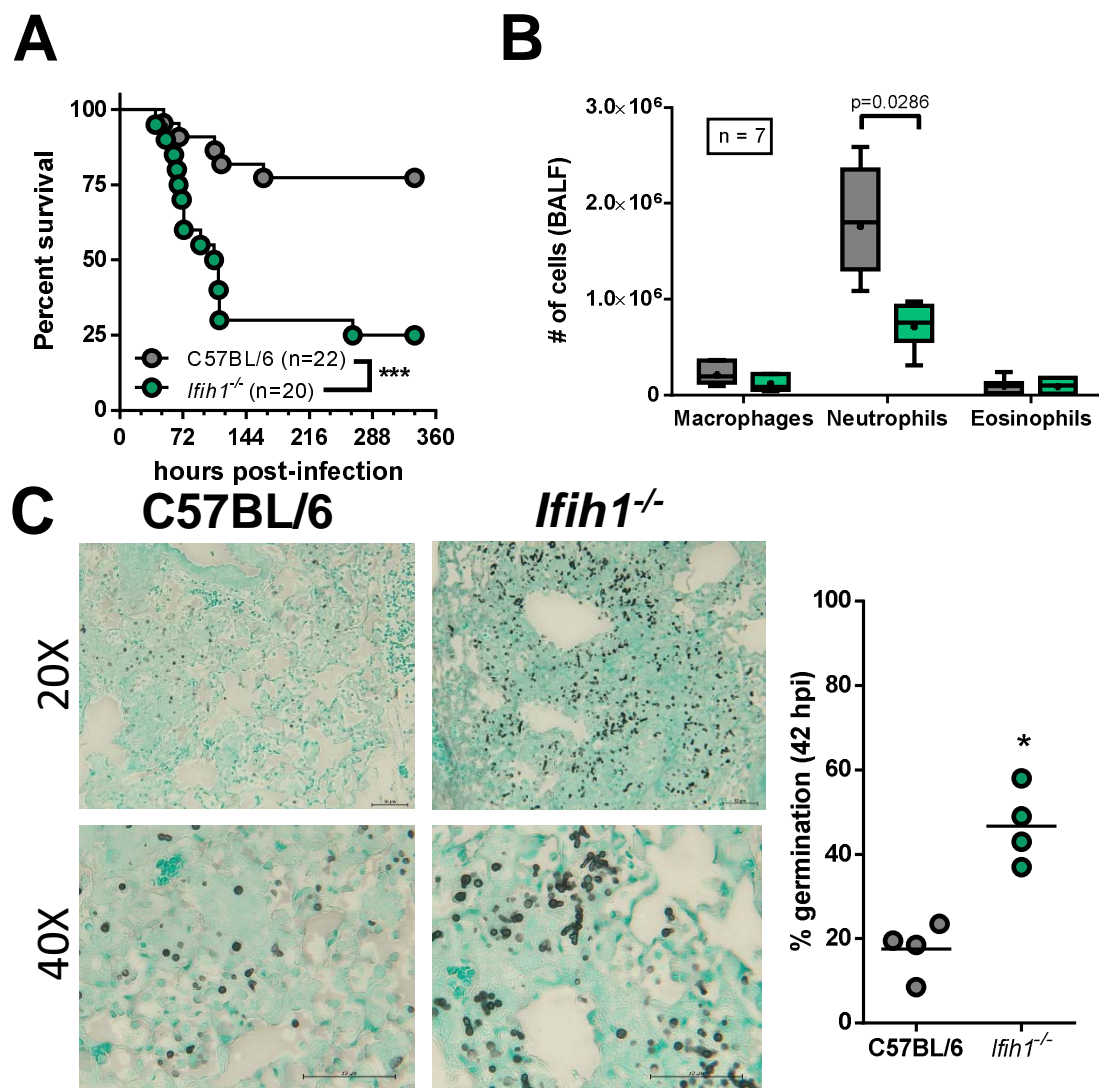 A
Percent survival
100
75
50
25
0
0 72 144 216 288 360
hours post-infection
C57BL/6 (n=22)
Ifih1-/- (n=20)
***
B
# of cells (BALF)
3.0×10⁶
2.0×10⁶
1.0×10⁶
0
n = 7
p=0.0286
Macrophages Neutrophils Eosinophils
C
C57BL/6 Ifih1-/-
20X
40X
% germination (42 hpi)
100
80
60
40
20
0
*
C57BL/6 Ifih1-/-